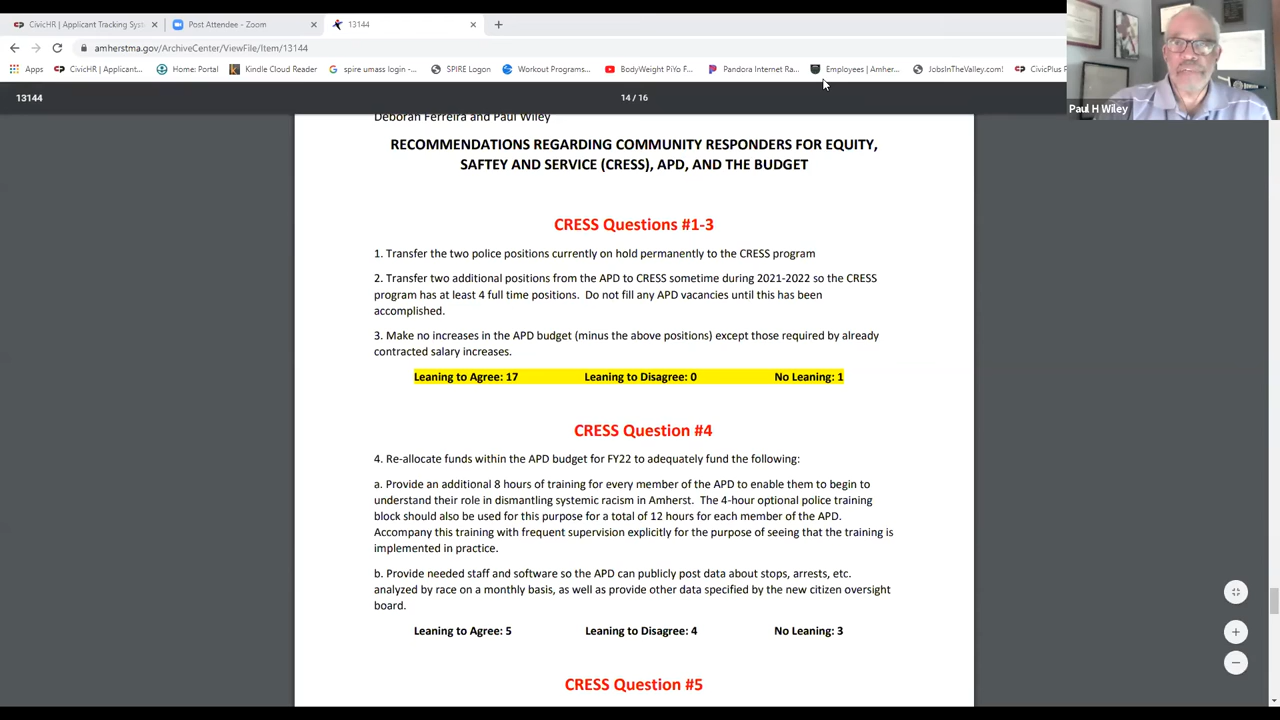 CivicHR | Applicant Tracking Syst
Post Attendee - Zoom
13144
amherstma.gov/ArchiveCenter/ViewFile/Item/13144
Apps
CivicHR | Applicant...
Home: Portal
Kindle Cloud Reader
spire umass login -...
SPIRE Logon
Workout Programs...
BodyWeight PiYo F...
Pandora Internet Ra...
Employees | Amher...
JobsInTheValley.com!
CivicPlus P
13144
14 / 16
Paul H Wiley
Deborah Ferreira and Paul Wiley
RECOMMENDATIONS REGARDING COMMUNITY RESPONDERS FOR EQUITY,
SAFTEY AND SERVICE (CRESS), APD, AND THE BUDGET
CRESS Questions #1-3
1. Transfer the two police positions currently on hold permanently to the CRESS program
2. Transfer two additional positions from the APD to CRESS sometime during 2021-2022 so the CRESS
program has at least 4 full time positions. Do not fill any APD vacancies until this has been
accomplished.
3. Make no increases in the APD budget (minus the above positions) except those required by already
contracted salary increases.
Leaning to Agree: 17 Leaning to Disagree: 0 No Leaning: 1
CRESS Question #4
4. Re-allocate funds within the APD budget for FY22 to adequately fund the following:
a. Provide an additional 8 hours of training for every member of the APD to enable them to begin to
understand their role in dismantling systemic racism in Amherst. The 4-hour optional police training
block should also be used for this purpose for a total of 12 hours for each member of the APD.
Accompany this training with frequent supervision explicitly for the purpose of seeing that the training is
implemented in practice.
b. Provide needed staff and software so the APD can publicly post data about stops, arrests, etc.
analyzed by race on a monthly basis, as well as provide other data specified by the new citizen oversight
board.
Leaning to Agree: 5 Leaning to Disagree: 4 No Leaning: 3
CRESS Question #5